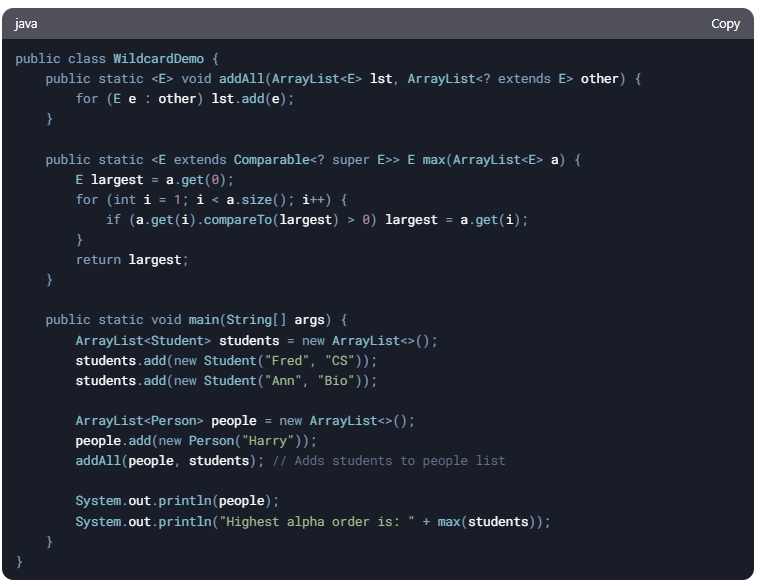 java
Copy
public class WildcardDemo {
    public static <E> void addAll(ArrayList<E> lst, ArrayList<? extends E> other) {
        for (E e : other) lst.add(e);
    }

    public static <E extends Comparable<? super E>> E max(ArrayList<E> a) {
        E largest = a.get(0);
        for (int i = 1; i < a.size(); i++) {
            if (a.get(i).compareTo(largest) > 0) largest = a.get(i);
        }
        return largest;
    }

    public static void main(String[] args) {
        ArrayList<Student> students = new ArrayList<>();
        students.add(new Student("Fred", "CS"));
        students.add(new Student("Ann", "Bio"));

        ArrayList<Person> people = new ArrayList<>();
        people.add(new Person("Harry"));
        addAll(people, students); // Adds students to people list

        System.out.println(people);
        System.out.println("Highest alpha order is: " + max(students));
    }
}